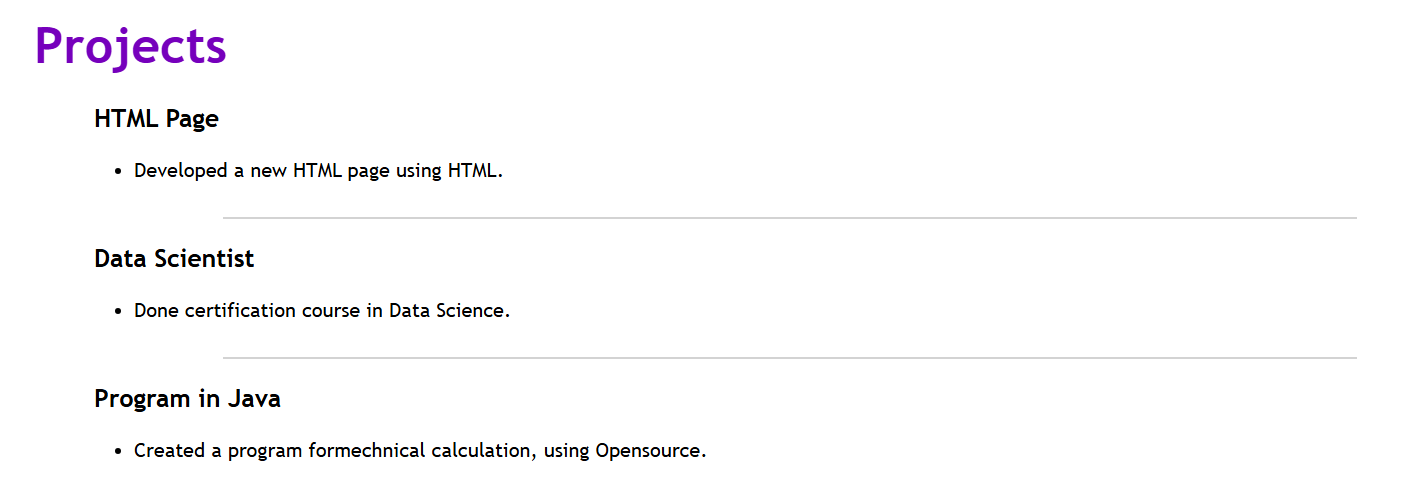 Projects
HTML Page
• Developed a new HTML page using HTML.
Data Scientist
• Done certification course in Data Science.
Program in Java
• Created a program formechnical calculation, using Opensource.